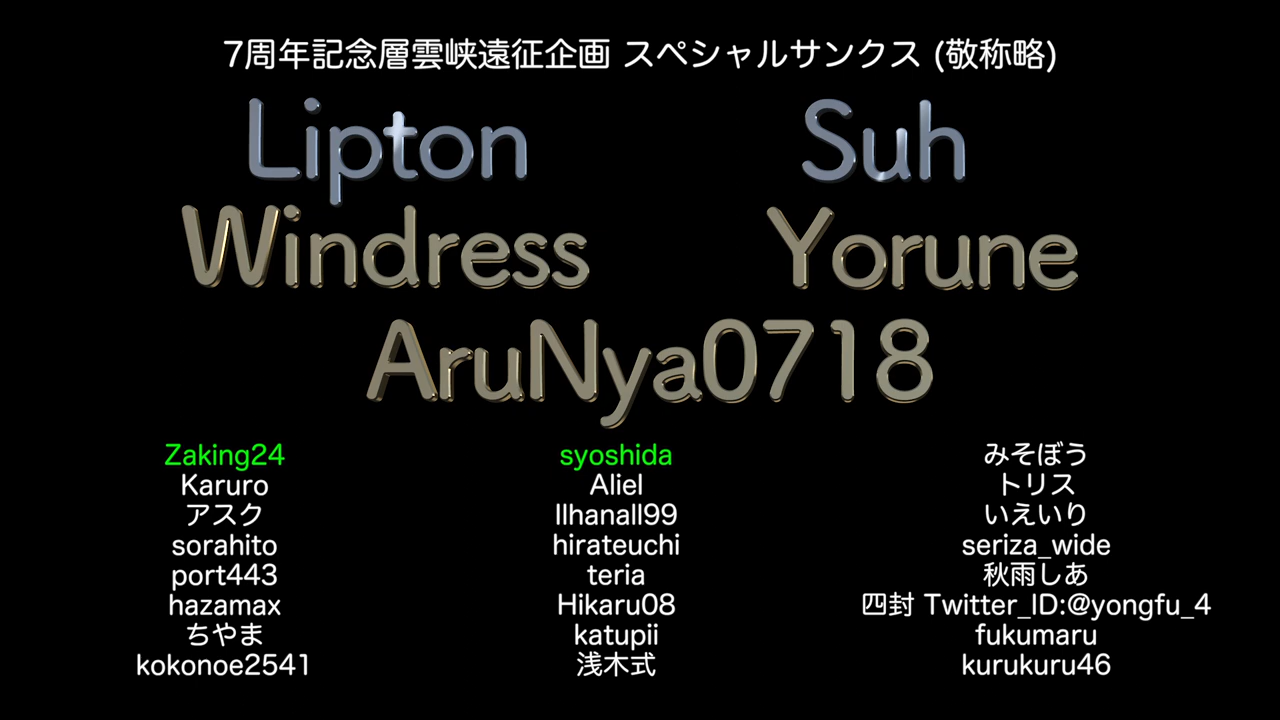 7周年記念層雲峡遠征企画 スペシャルサンクス (敬称略)
Lipton Suh
Windress Yorune
AruNya0718
Zaking24 syoshida みそぼう
Karuro Aliel トリス
アスク Ilhanall99 いえいり
sorahito hirateuchi seriza_wide
port443 teria 秋雨しあ
hazamax Hikaru08 四封 Twitter_ID:@yongfu_4
ちやま katupii fukumaru
kokonoe2541 浅木式 kurukuru46